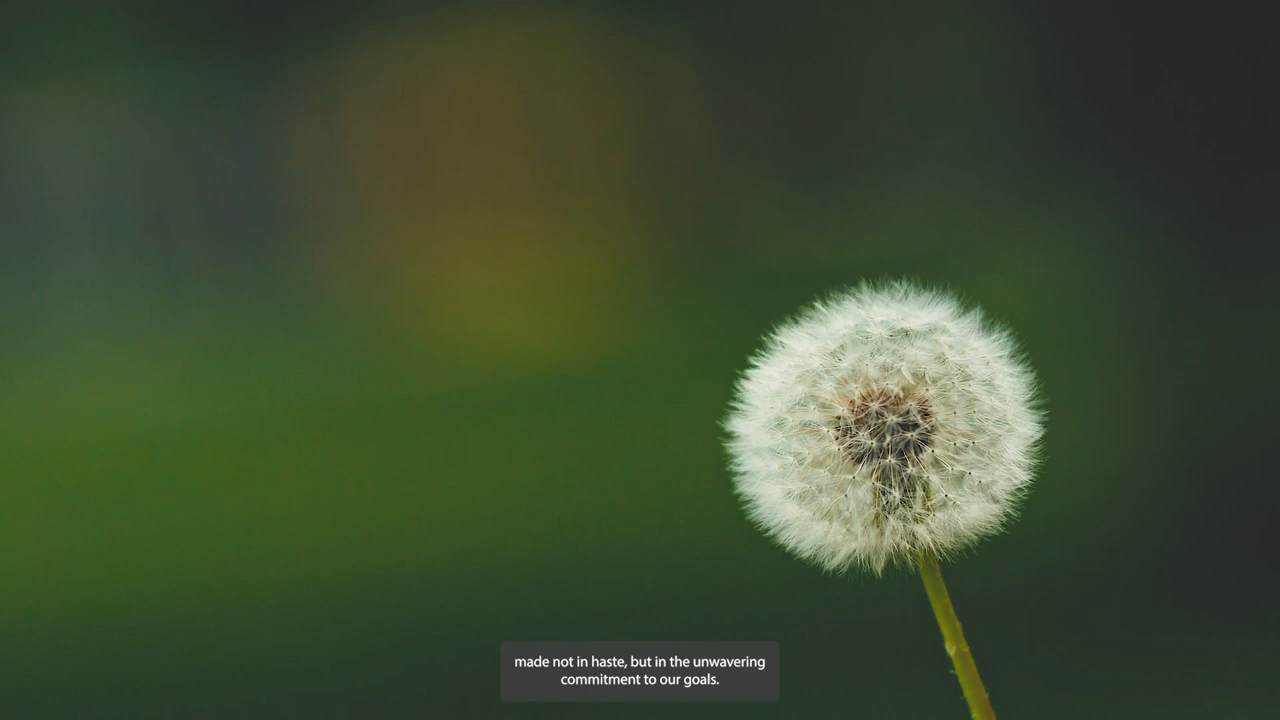 made not in haste, but in the unwavering
commitment to our goals.